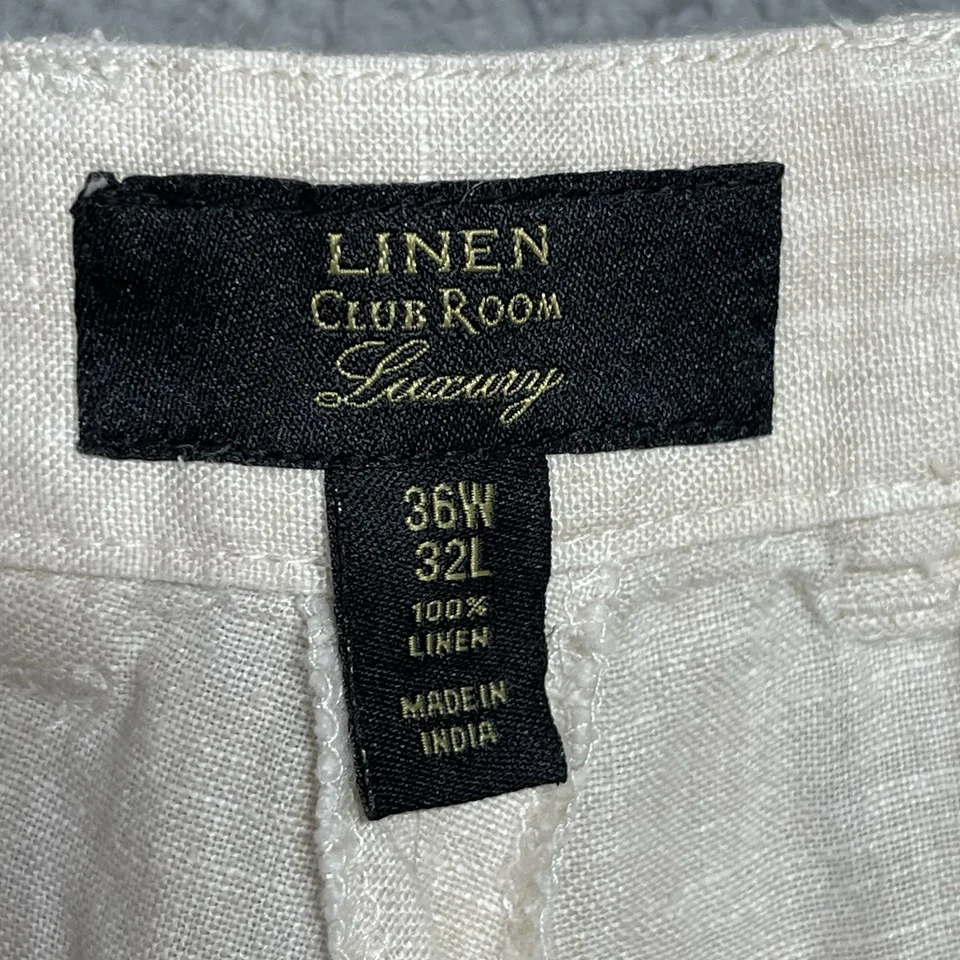 LINEN
CLUB ROOM
Luxury
36W
32L
100%
LINEN
MADE IN
INDIA